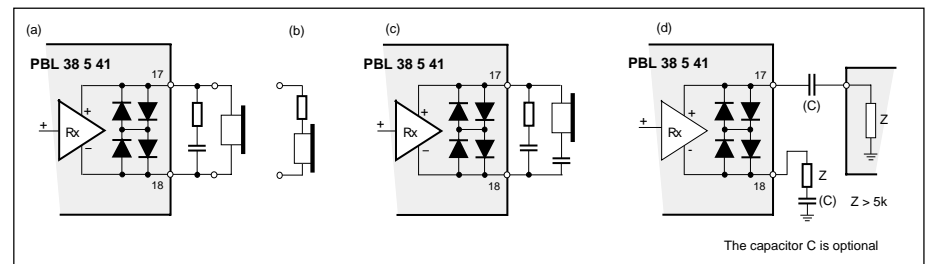 (a)
PBL 38 5 41
17
+
Rx
+
−
18
(b)
(c)
PBL 38 5 41
17
+
Rx
+
−
18
(d)
PBL 38 5 41
17
+
Rx
+
-
18
(C)
Z
Z
(C)
Z > 5k
The capacitor C is optional